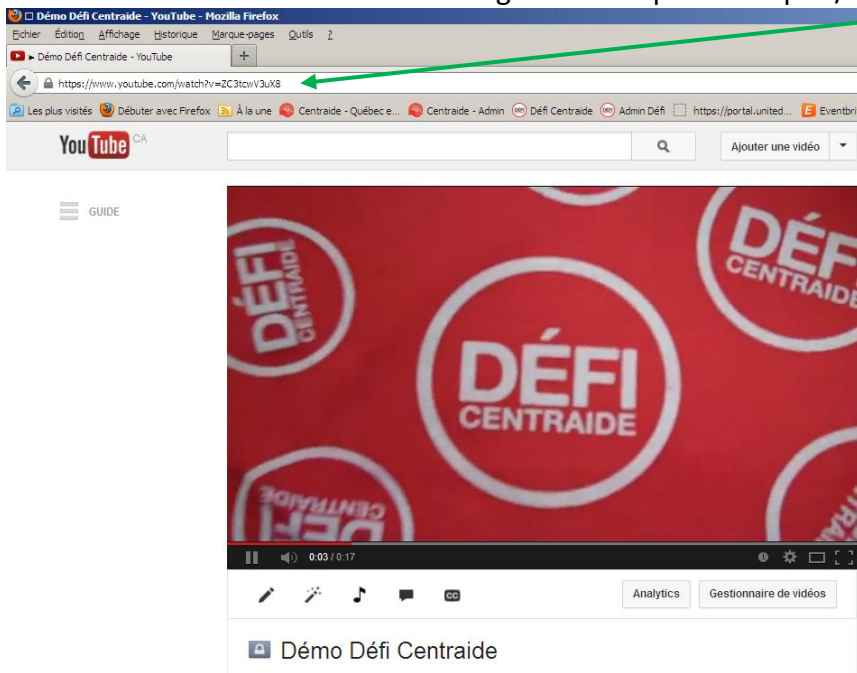 Démo Défi Centraide - YouTube - Mozilla Firefox
Fichier Édition Affichage Historique Marque-pages Outils ?
Démo Défi Centraide - YouTube +
https://www.youtube.com/watch?v=ZC3tcwV3uX8
Les plus visités Débuter avec Firefox À la une Centraide - Québec e... Centraide - Admin Défi Centraide Admin Défi https://portal.united... Eventbri
YouTube CA
Ajouter une vidéo
GUIDE
DÉFI
CENTRAIDE
DÉFI
CENTRAIDE
DÉFI
CENTRAIDE
CENTRAIDE
DÉFI
0:03 / 0:17
CC
Analytics Gestionnaire de vidéos
Démo Défi Centraide